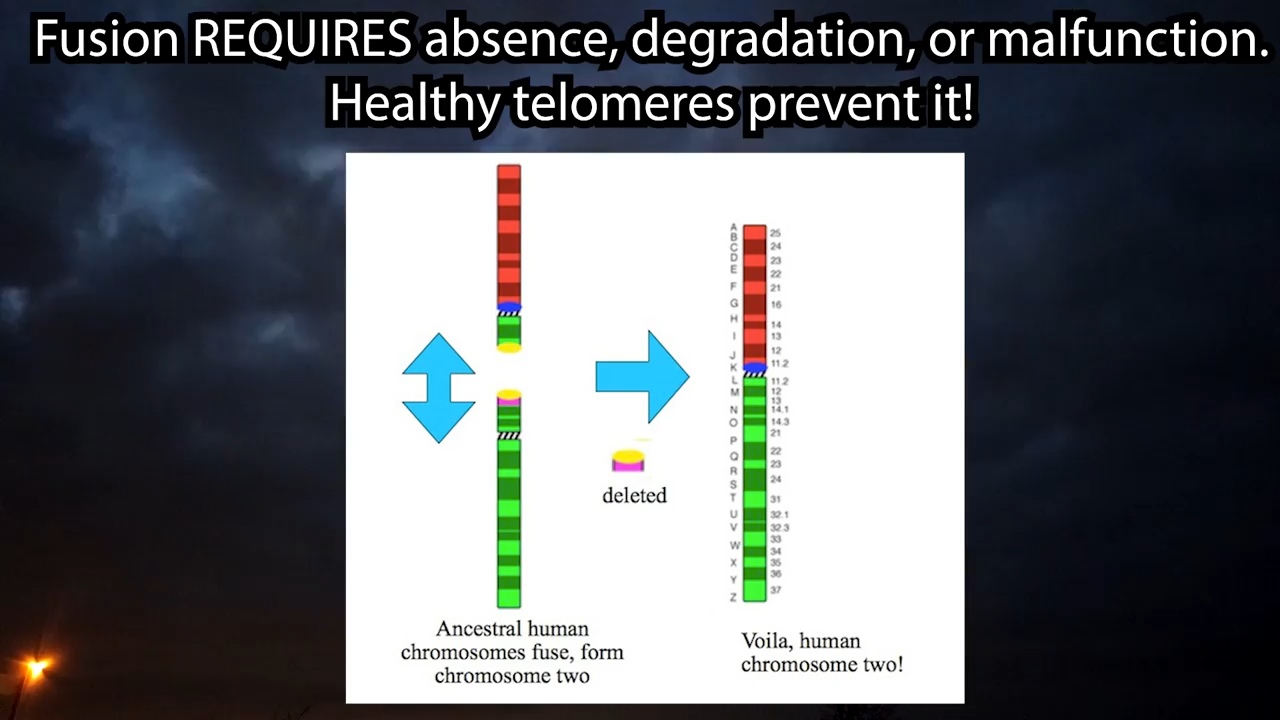 Fusion REQUIRES absence, degradation, or malfunction.
Healthy telomeres prevent it!
A
B
C
D
E
F
G
H
I
J
K
L
M
N
O
P
Q
R
S
T
U
V
W
X
Y
Z
25
24
23
22
21
16
14
13
12
11.2
11.2
12
13
14.1
14.3
21
22
23
24
31
32.1
32.3
33
34
35
36
37
deleted
Ancestral human
chromosomes fuse, form
chromosome two
Voila, human
chromosome two!